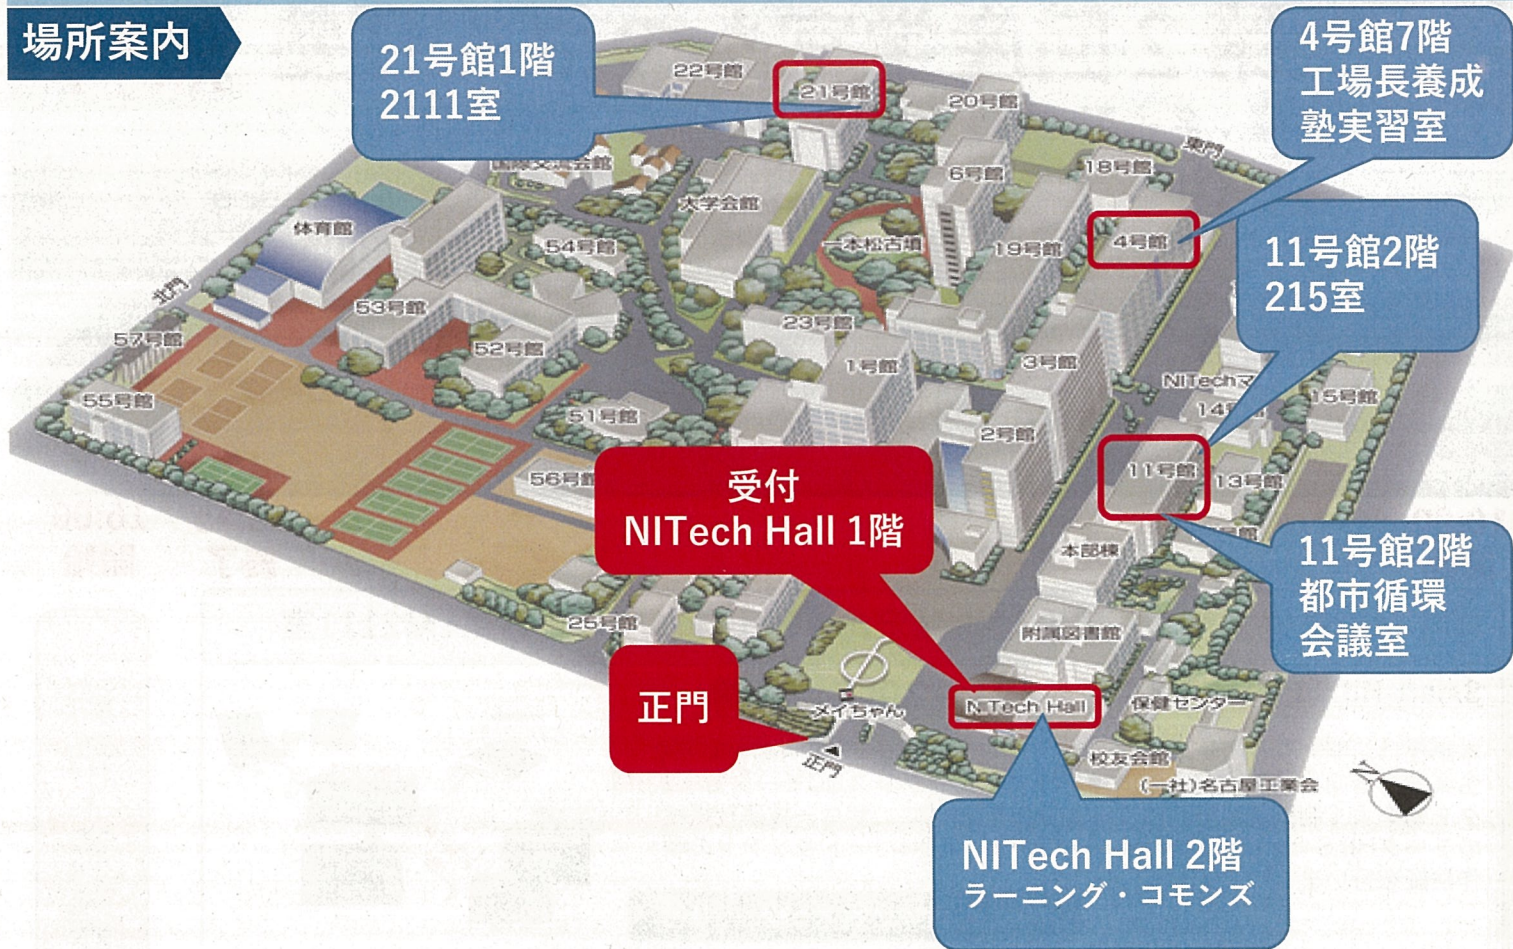 場所案内
21号館1階
2111室
4号館7階
工場長養成
塾実習室
22号館
21号館
20号館
東門
国際交流会館
6号館
18号館
大学会館
体育館
54号館
一本松古墳
19号館
4号館
11号館2階
215室
北門
53号館
57号館
52号館
23号館
1号館
3号館
NITechマ
55号館
51号館
14号館
15号館
2号館
56号館
11号館
13号館
受付
NITech Hall 1階
号館
本部棟
11号館2階
都市循環
会議室
25号館
附属図書館
正門
メイちゃん
NITech Hall
保健センター
正門
校友会館
(一社)名古屋工業会
N
NITech Hall 2階
ラーニング・コモンズ